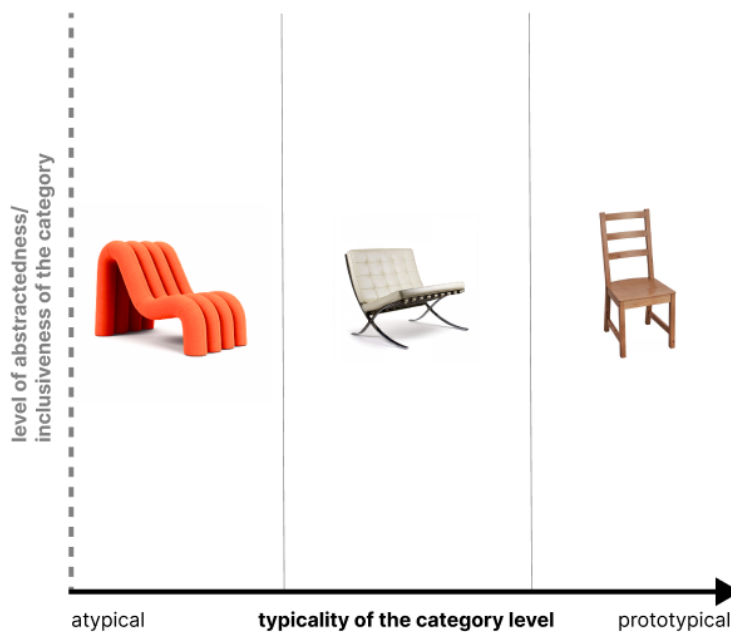 level of abstractedness/
inclusiveness of the category
atypical
typicality of the category level
prototypical